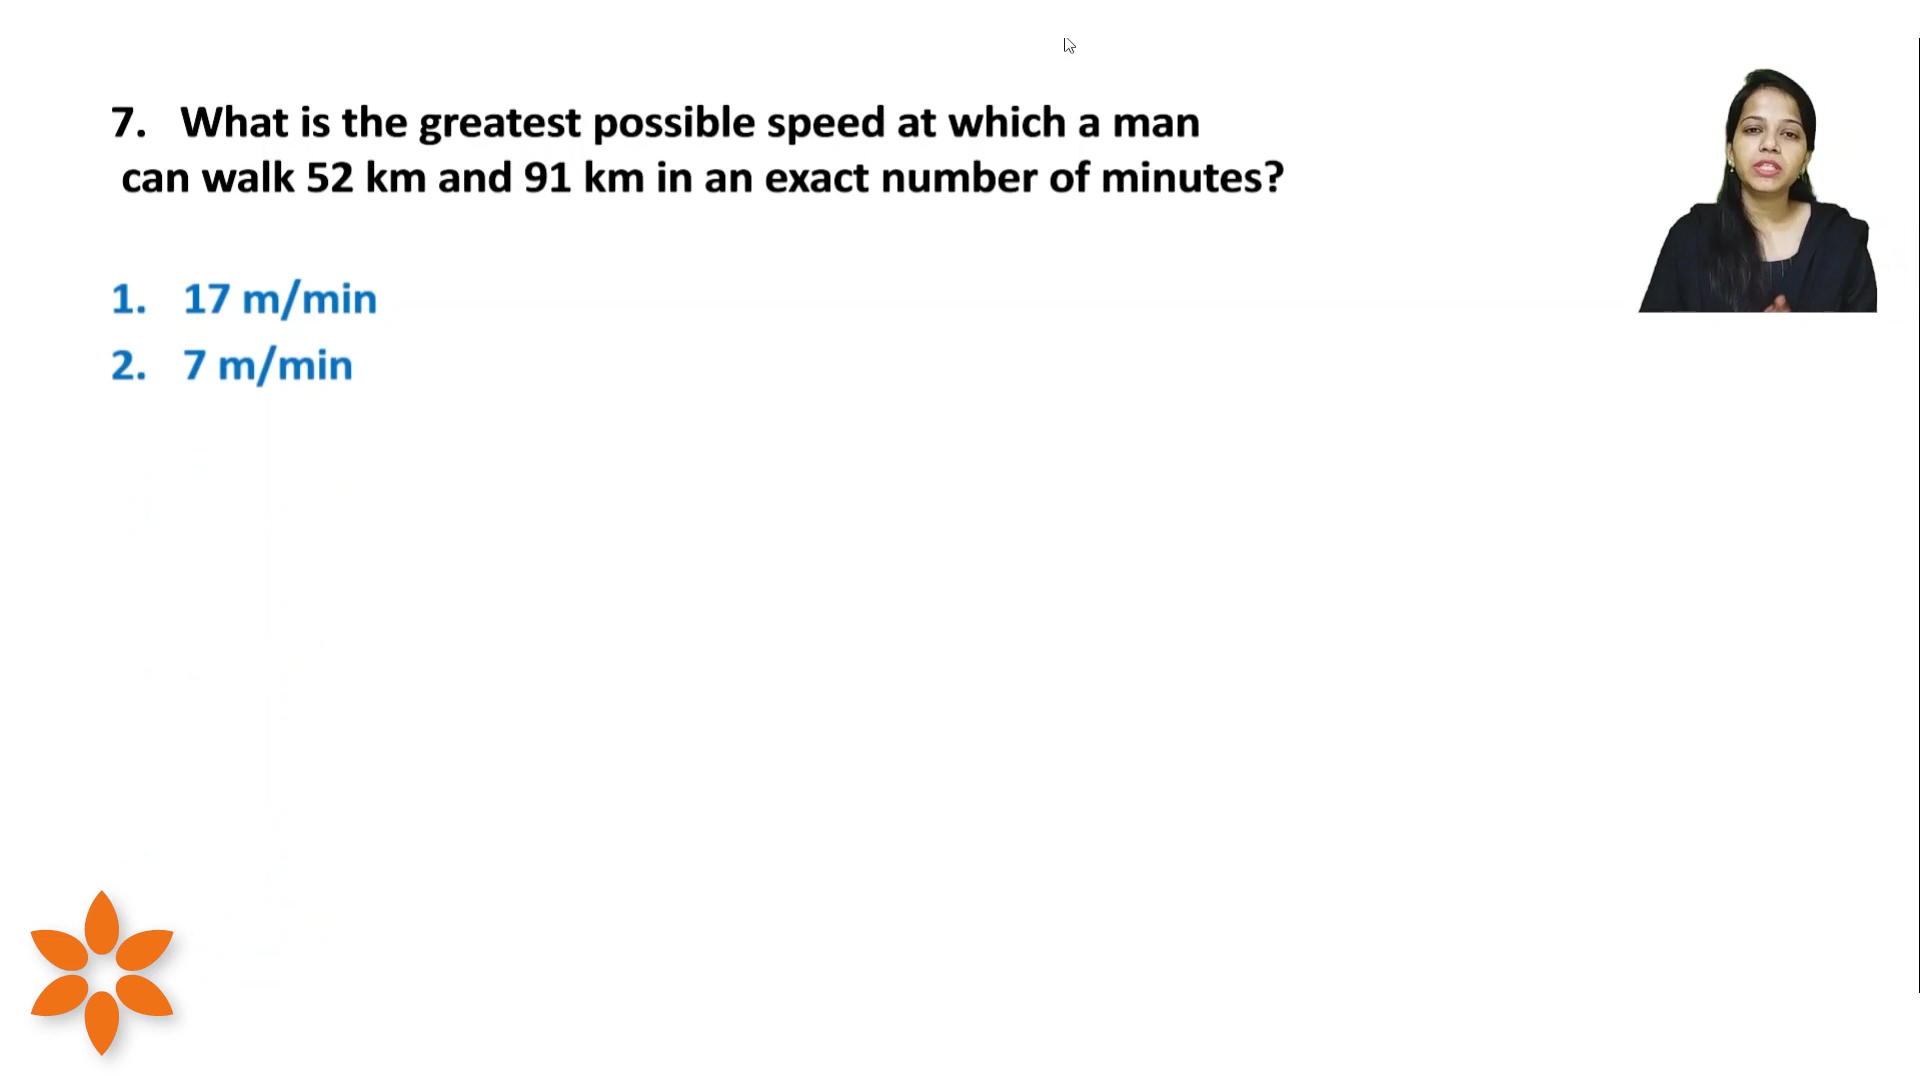 7. What is the greatest possible speed at which a man
can walk 52 km and 91 km in an exact number of minutes?
1. 17 m/min
2. 7 m/min